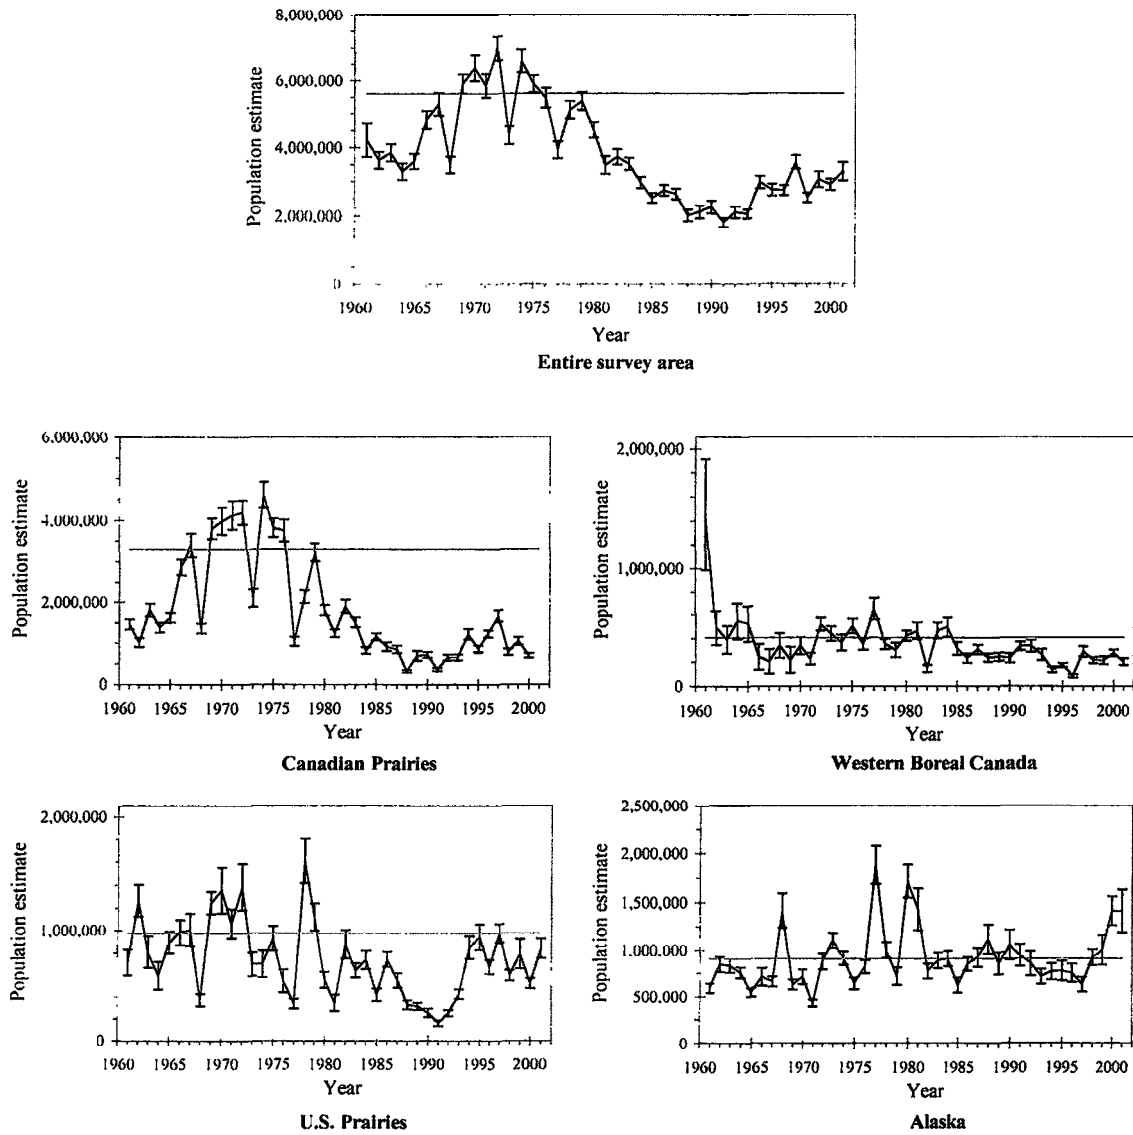 8,000,000
6,000,000
4,000,000
2,000,000
0
Population estimate
1960 1965 1970 1975 1980 1985 1990 1995 2000
Year
Entire survey area
6,000,000
4,000,000
2,000,000
0
Population estimate
1960 1965 1970 1975 1980 1985 1990 1995 2000
Year
Canadian Prairies
2,000,000
1,000,000
0
Population estimate
1960 1965 1970 1975 1980 1985 1990 1995 2000
Year
Western Boreal Canada
2,000,000
1,000,000
0
Population estimate
1960 1965 1970 1975 1980 1985 1990 1995 2000
Year
U.S. Prairies
2,500,000
2,000,000
1,500,000
1,000,000
500,000
0
Population estimate
1960 1965 1970 1975 1980 1985 1990 1995 2000
Year
Alaska